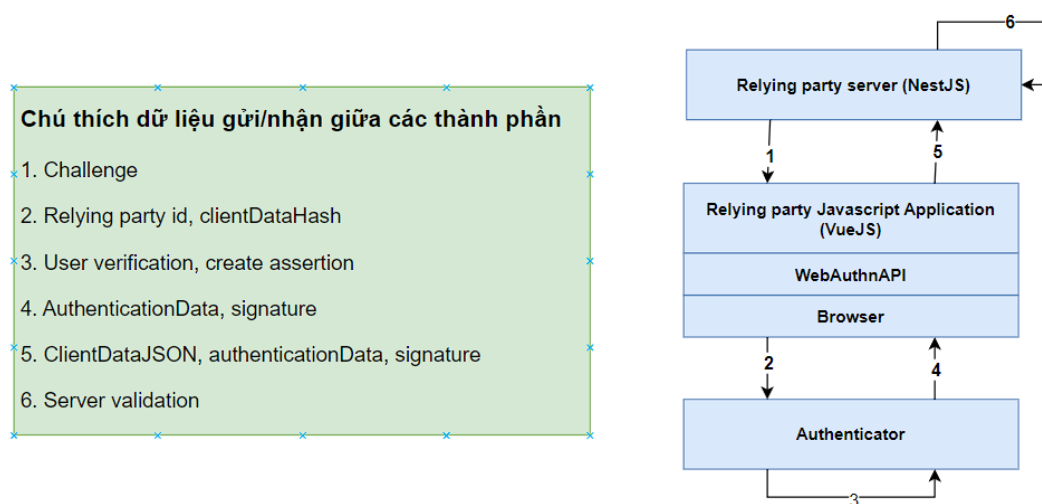 Chú thích dữ liệu gửi/nhận giữa các thành phần
1. Challenge
2. Relying party id, clientDataHash
3. User verification, create assertion
4. AuthenticationData, signature
5. ClientDataJSON, authenticationData, signature
6. Server validation
6
Relying party server (NestJS)
1
5
Relying party Javascript Application
(VueJS)
WebAuthnAPI
Browser
2
4
Authenticator
3